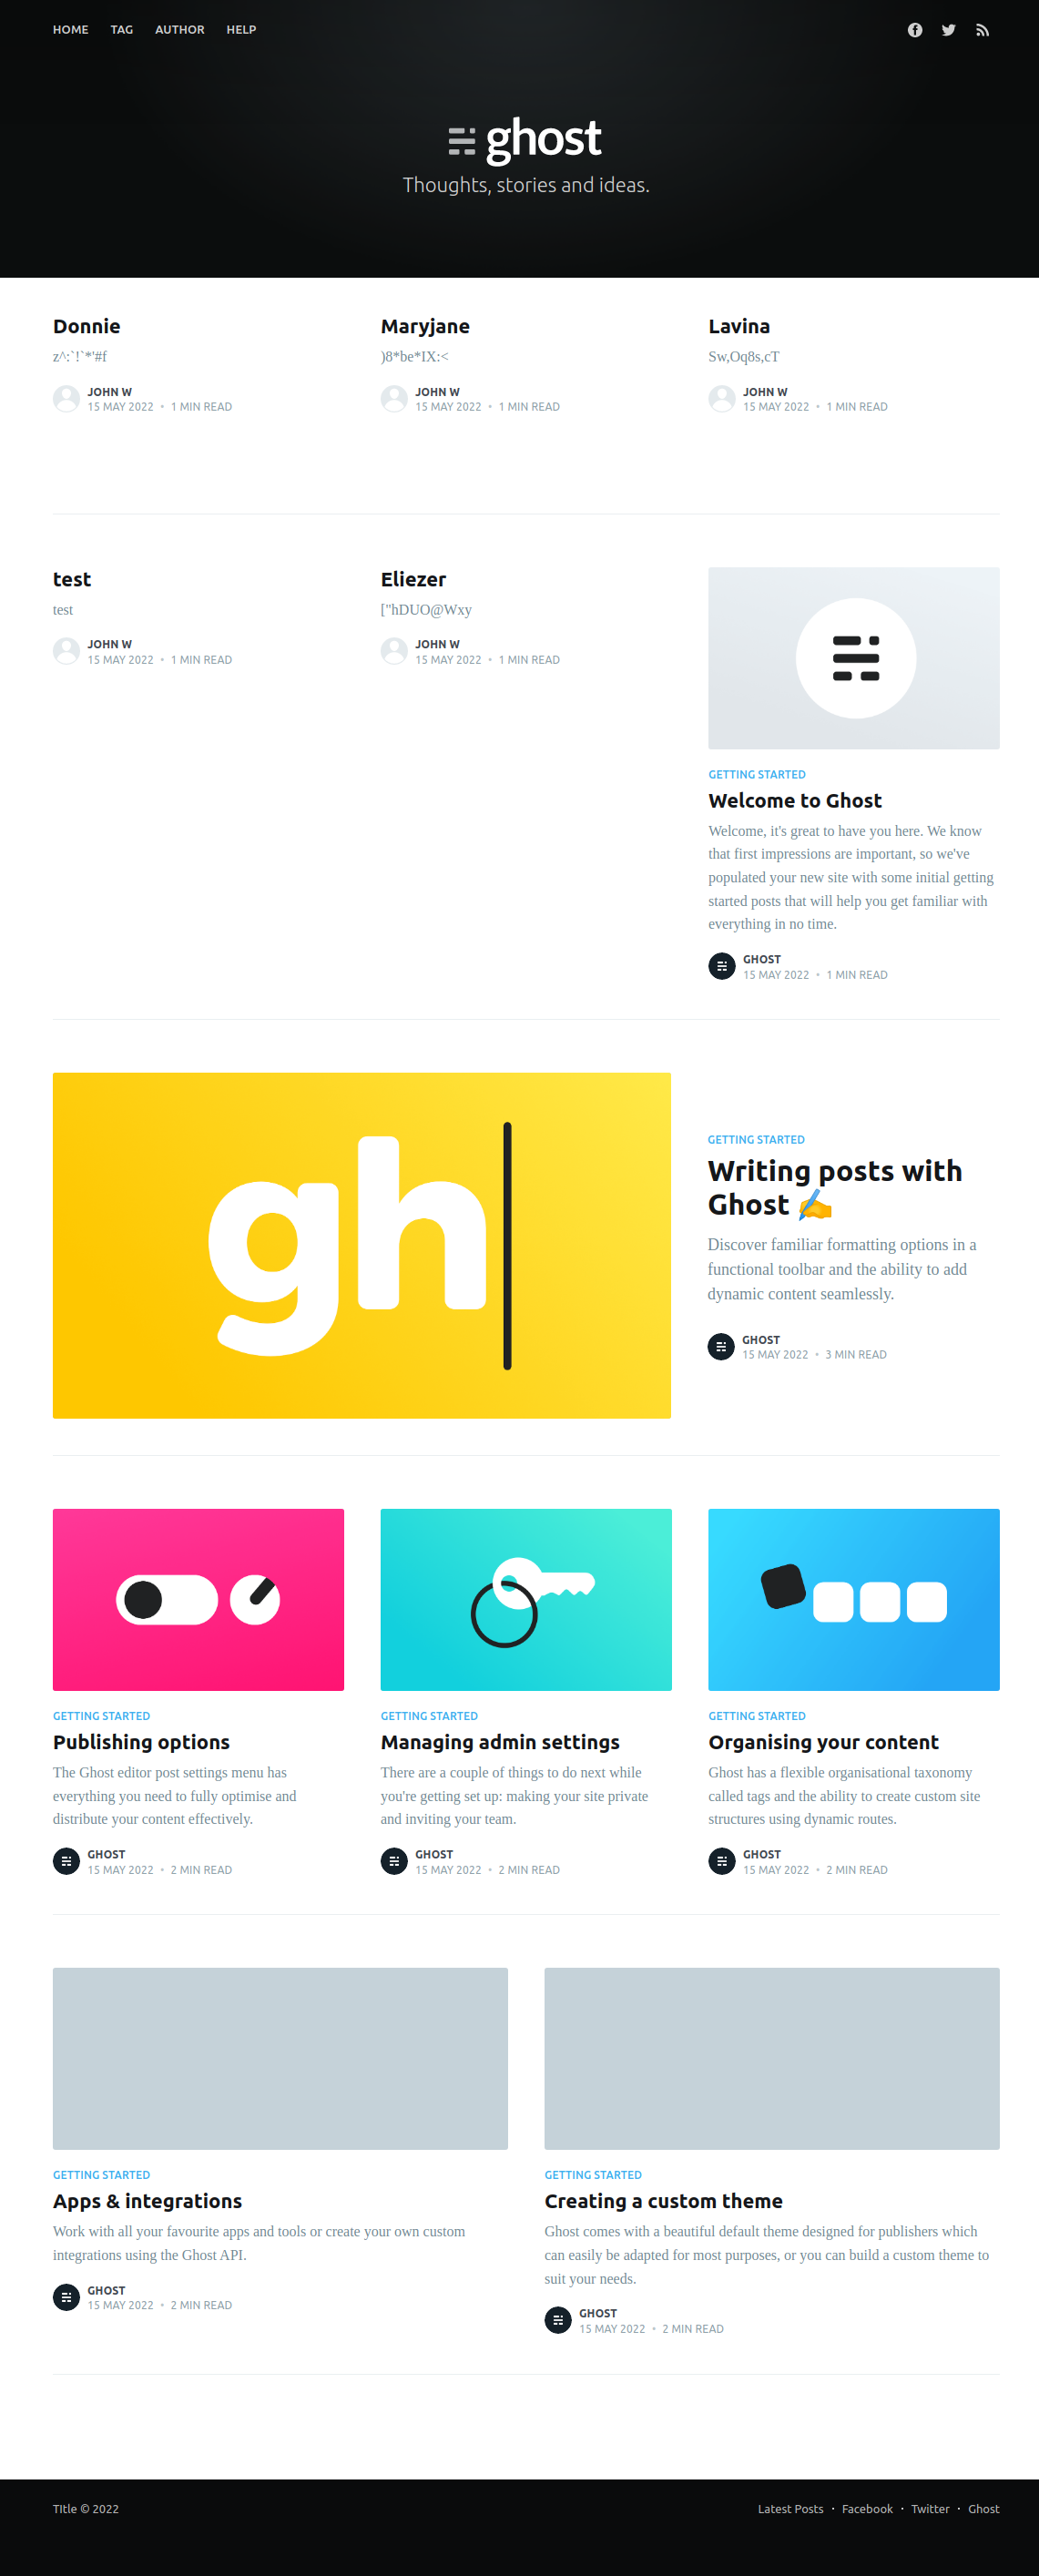 HOME TAG AUTHOR HELP
ghost
Thoughts, stories and ideas.
Donnie
z^:`!`*'#f
JOHN W
15 MAY 2022 • 1 MIN READ
Maryjane
)8*be*IX:<
JOHN W
15 MAY 2022 • 1 MIN READ
Lavina
Sw,Oq8s,cT
JOHN W
15 MAY 2022 • 1 MIN READ
test
test
JOHN W
15 MAY 2022 • 1 MIN READ
Eliezer
["hDUO@Wxy
JOHN W
15 MAY 2022 • 1 MIN READ
GETTING STARTED
Welcome to Ghost
Welcome, it's great to have you here. We know
that first impressions are important, so we've
populated your new site with some initial getting
started posts that will help you get familiar with
everything in no time.
GHOST
15 MAY 2022 • 1 MIN READ
gh
GETTING STARTED
Writing posts with
Ghost ✍️
Discover familiar formatting options in a
functional toolbar and the ability to add
dynamic content seamlessly.
GHOST
15 MAY 2022 • 3 MIN READ
GETTING STARTED
Publishing options
The Ghost editor post settings menu has
everything you need to fully optimise and
distribute your content effectively.
GHOST
15 MAY 2022 • 2 MIN READ
GETTING STARTED
Managing admin settings
There are a couple of things to do next while
you're getting set up: making your site private
and inviting your team.
GHOST
15 MAY 2022 • 2 MIN READ
GETTING STARTED
Organising your content
Ghost has a flexible organisational taxonomy
called tags and the ability to create custom site
structures using dynamic routes.
GHOST
15 MAY 2022 • 2 MIN READ
GETTING STARTED
Apps & integrations
Work with all your favourite apps and tools or create your own custom
integrations using the Ghost API.
GHOST
15 MAY 2022 • 2 MIN READ
GETTING STARTED
Creating a custom theme
Ghost comes with a beautiful default theme designed for publishers which
can easily be adapted for most purposes, or you can build a custom theme to
suit your needs.
GHOST
15 MAY 2022 • 2 MIN READ
TItle © 2022
Latest Posts • Facebook • Twitter • Ghost